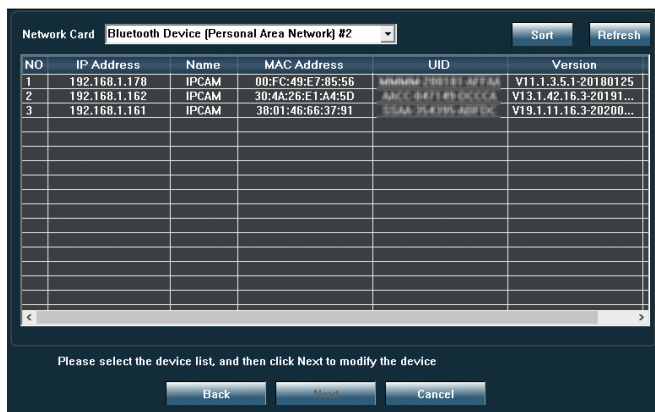 Network Card Bluetooth Device (Personal Area Network) #2 Sort Refresh
NO IP Address Name MAC Address UID Version
1 192.168.1.178 IPCAM 00:FC:49:E7:85:56 V11.1.3.5.1-20180125
2 192.168.1.162 IPCAM 30:4A:26:E1:A4:5D V13.1.42.16.3-20191...
3 192.168.1.161 IPCAM 38:01:46:66:37:91 V19.1.11.16.3-20200...
Please select the device list, and then click Next to modify the device
Back Next Cancel